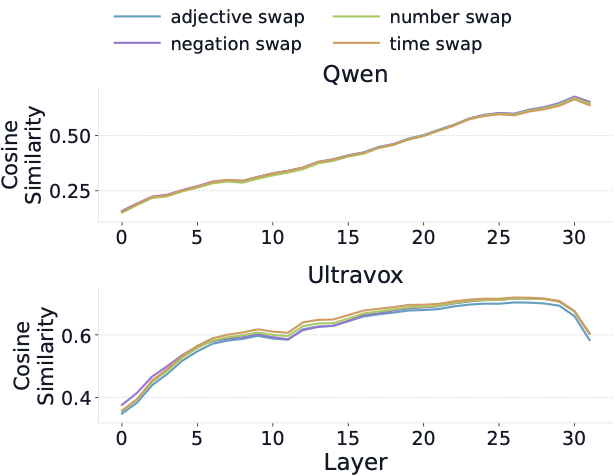 adjective swap number swap
negation swap time swap
Qwen
Cosine
Similarity
0.50
0.25
0 5 10 15 20 25 30
Ultravox
Cosine
Similarity
0.6
0.4
0 5 10 15 20 25 30
Layer